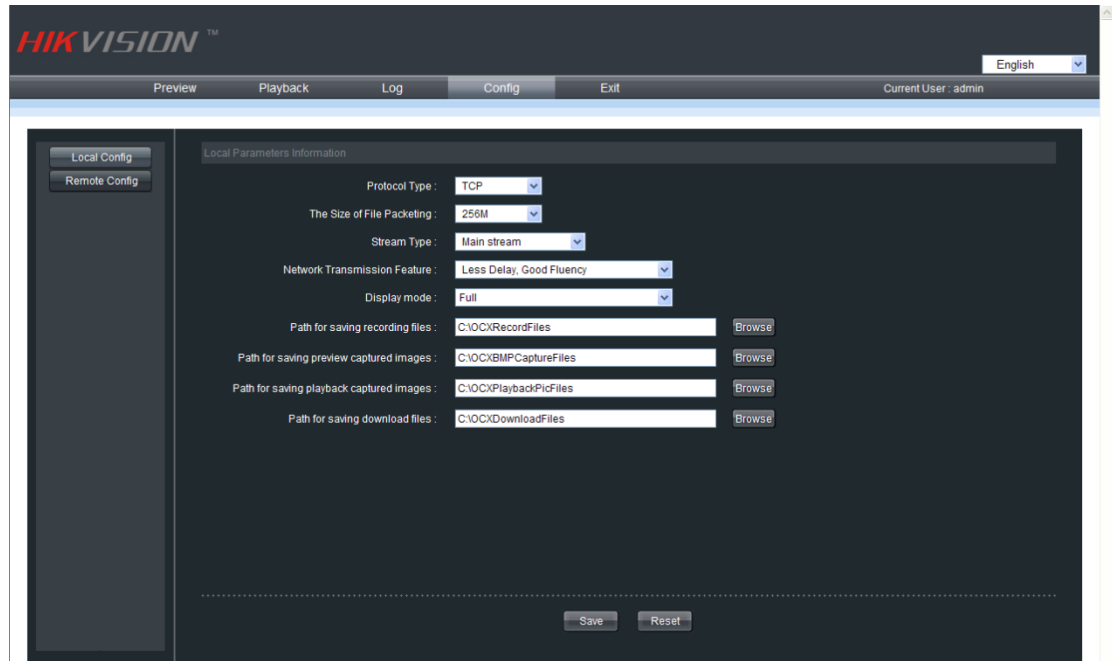 HIKVISION ™
English
Preview Playback Log Config Exit Current User : admin
Local Config
Remote Config
Local Parameters Information
Protocol Type : TCP
The Size of File Packeting : 256M
Stream Type : Main stream
Network Transmission Feature : Less Delay, Good Fluency
Display mode : Full
Path for saving recording files : C:\OCXRecordFiles Browse
Path for saving preview captured images : C:\OCXBMPCaptureFiles Browse
Path for saving playback captured images : C:\OCXPlaybackPicFiles Browse
Path for saving download files : C:\OCXDownloadFiles Browse
Save Reset